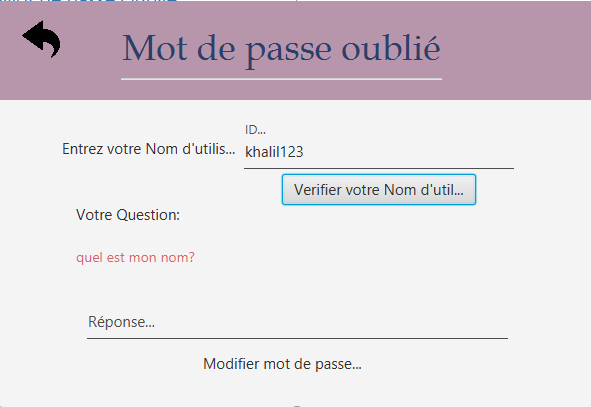 Mot de passe oublié
ID...
Entrez votre Nom d'utilis...
khalil123
Verifier votre Nom d'util...
Votre Question:
quel est mon nom?
Réponse...
Modifier mot de passe...